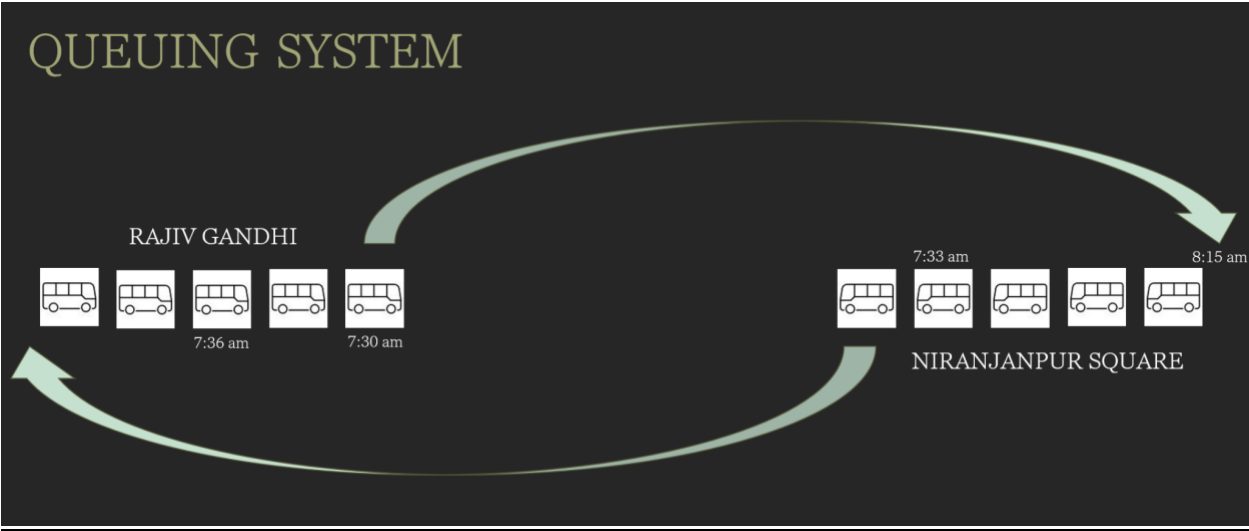 QUEUING SYSTEM
RAJIV GANDHI
7:33 am
8:15 am
7:36 am
7:30 am
NIRANJANPUR SQUARE